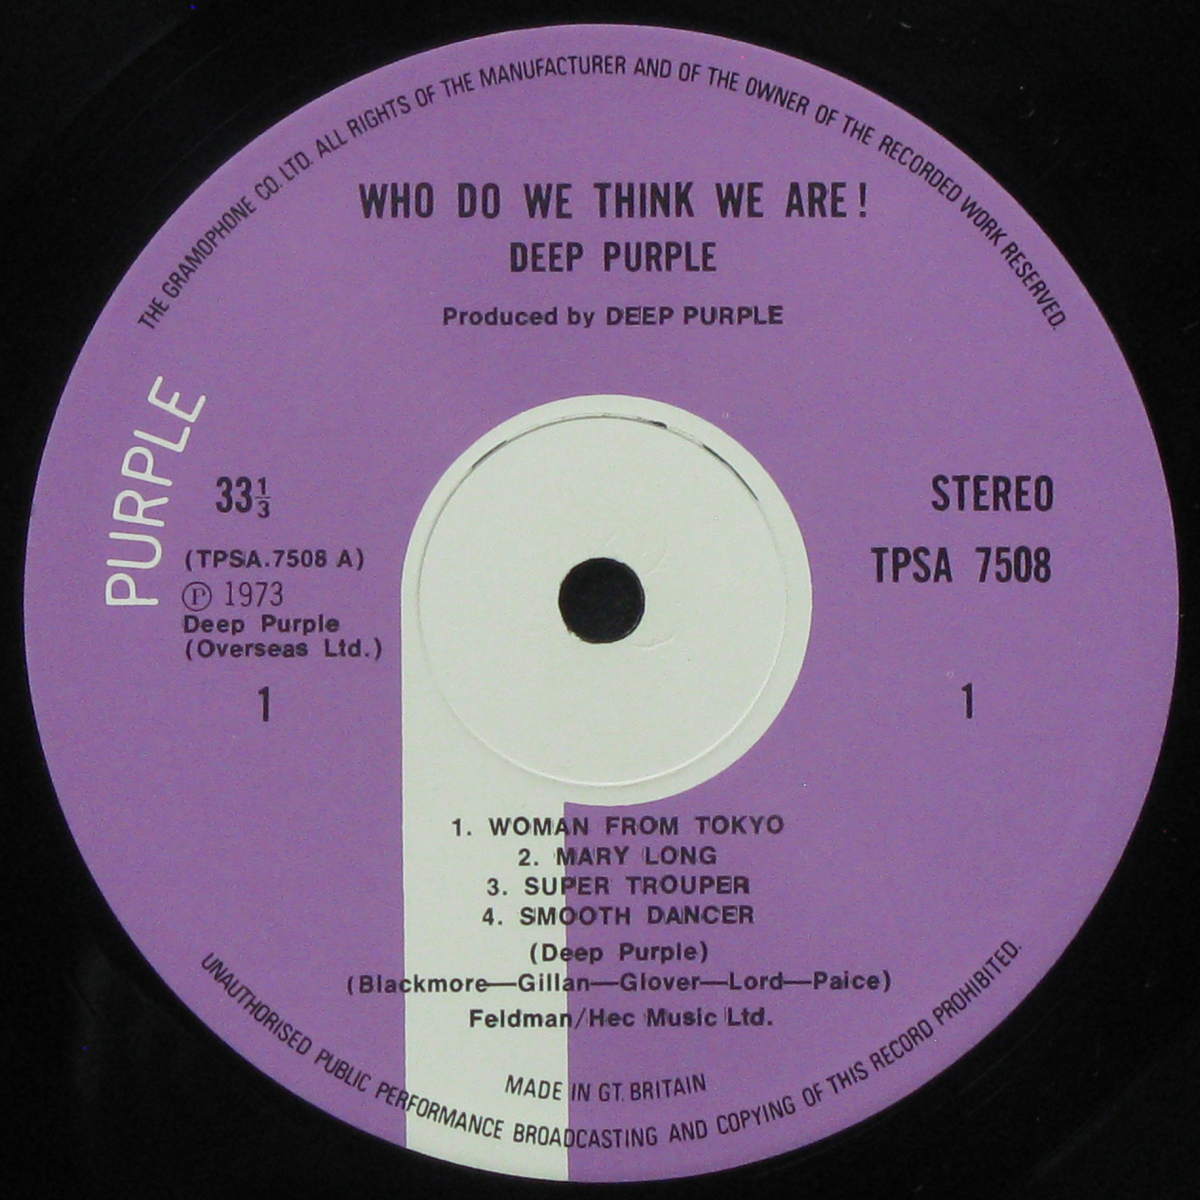 THE GRAMOPHONE CO. LTD. ALL RIGHTS OF THE MANUFACTURER AND OF THE OWNER OF THE RECORDED WORK RESERVED.
WHO DO WE THINK WE ARE!
DEEP PURPLE
Produced by DEEP PURPLE
PURPLE
33⅓
STEREO
(TPSA.7508 A)
TPSA 7508
Ⓟ 1973
Deep Purple
(Overseas Ltd.)
1
1
1. WOMAN FROM TOKYO
2. MARY LONG
3. SUPER TROUPER
4. SMOOTH DANCER
(Deep Purple)
(Blackmore—Gillan—Glover—Lord—Paice)
Feldman/Hec Music Ltd.
MADE IN GT. BRITAIN
UNAUTHORISED PUBLIC PERFORMANCE BROADCASTING AND COPYING OF THIS RECORD PROHIBITED.